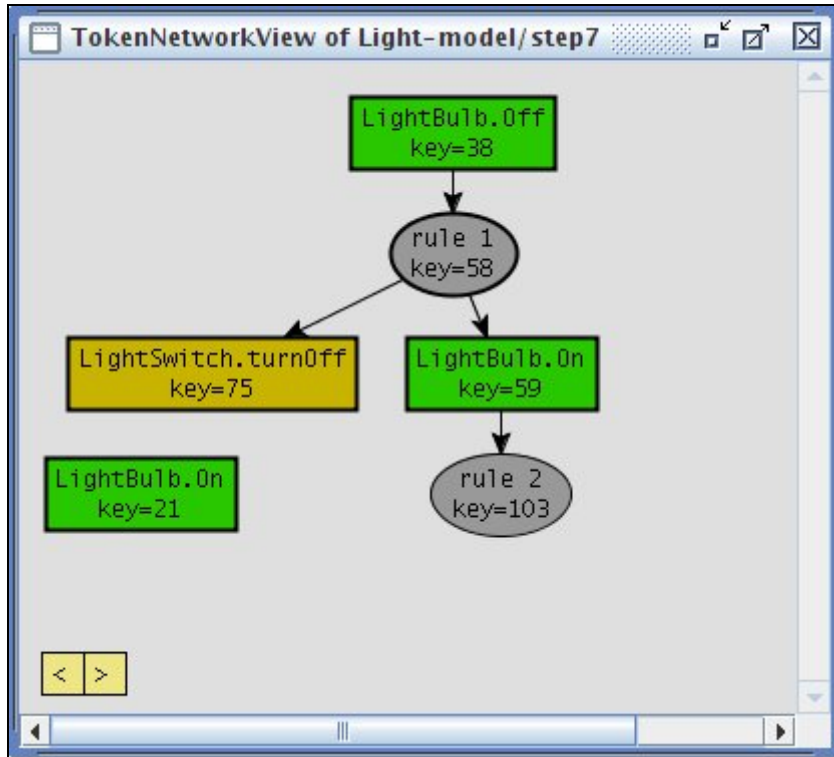 TokenNetworkView of Light-model/step7
LightBulb.Off
key=38
rule 1
key=58
LightSwitch.turnOff
key=75
LightBulb.On
key=59
LightBulb.On
key=21
rule 2
key=103
< >